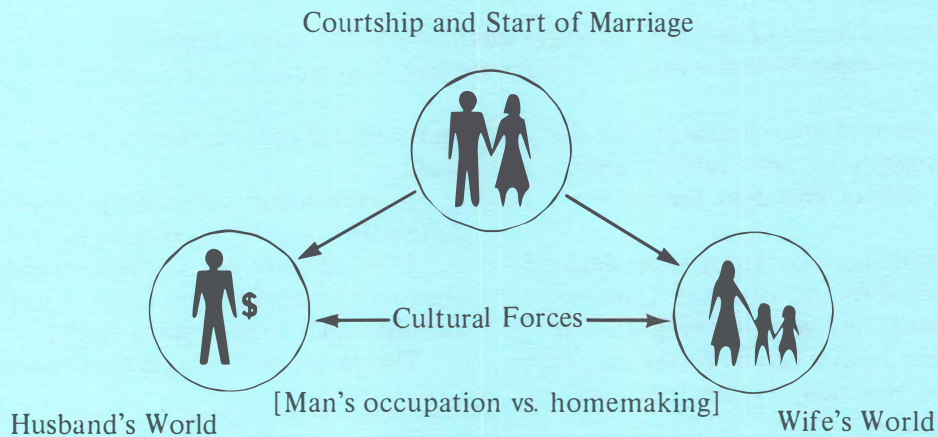 Courtship and Start of Marriage
$
Cultural Forces
[Man's occupation vs. homemaking]
Husband's World
Wife's World